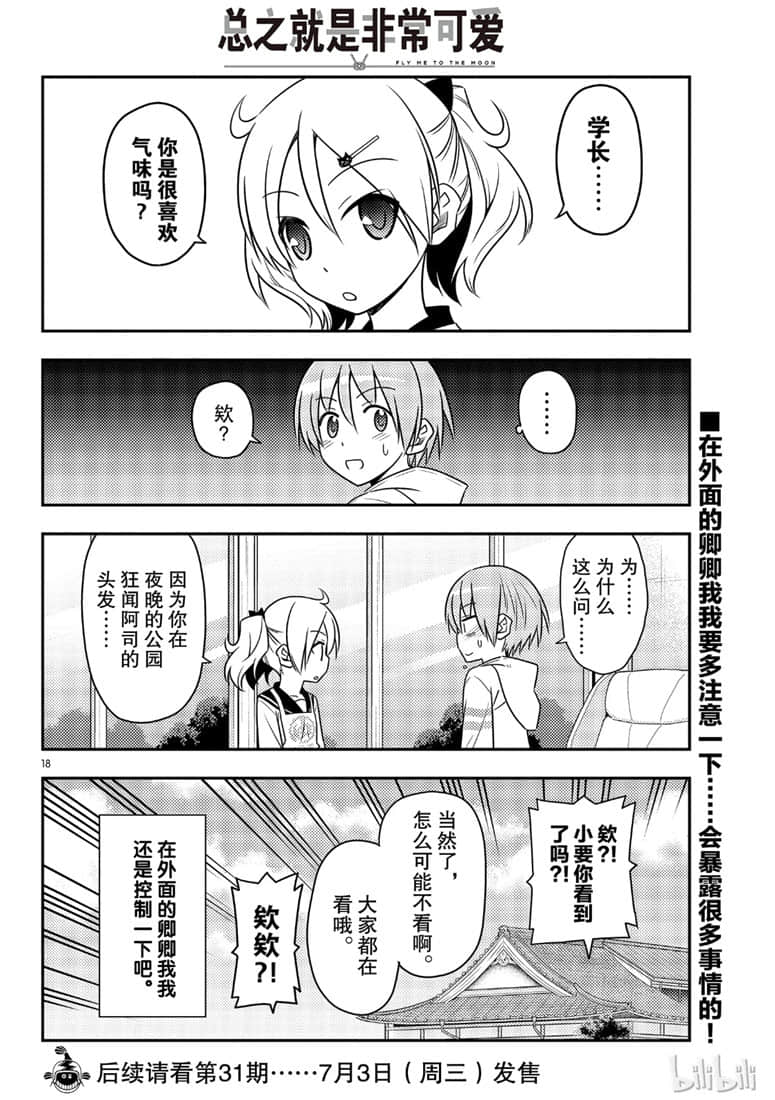 总之就是非常可爱
FLY ME TO THE MOON
学长……
你是很喜欢
气味吗？
……
欸？
为…
为什么
这么问…
因为你在
夜晚的公园
狂闻阿司的
头发……
18
欸?!
小要你看到
了吗?!
当然了，
怎么可能
不看啊。
大家都在
看哦。
欸欸?!
在外面的卿卿我我
还是控制一下吧。
■在外面的卿卿我我要多注意一下……会暴露很多事情的！
后续请看第31期……7月3日（周三）发售
bilibili